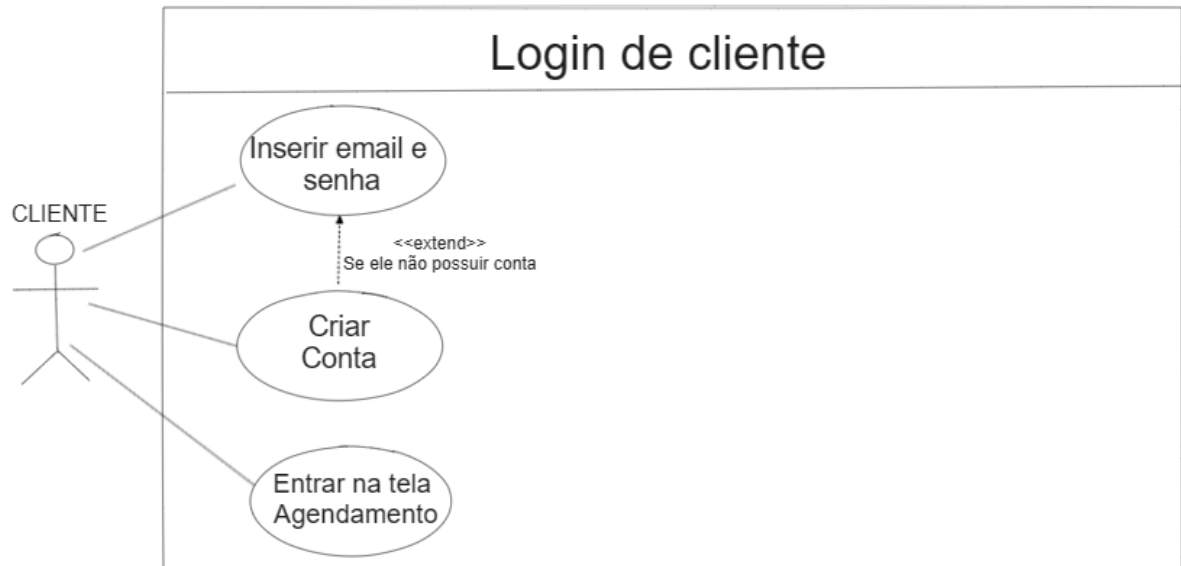 Login de cliente
Inserir email e
senha
CLIENTE
<<extend>>
Se ele não possuir conta
Criar
Conta
Entrar na tela
Agendamento